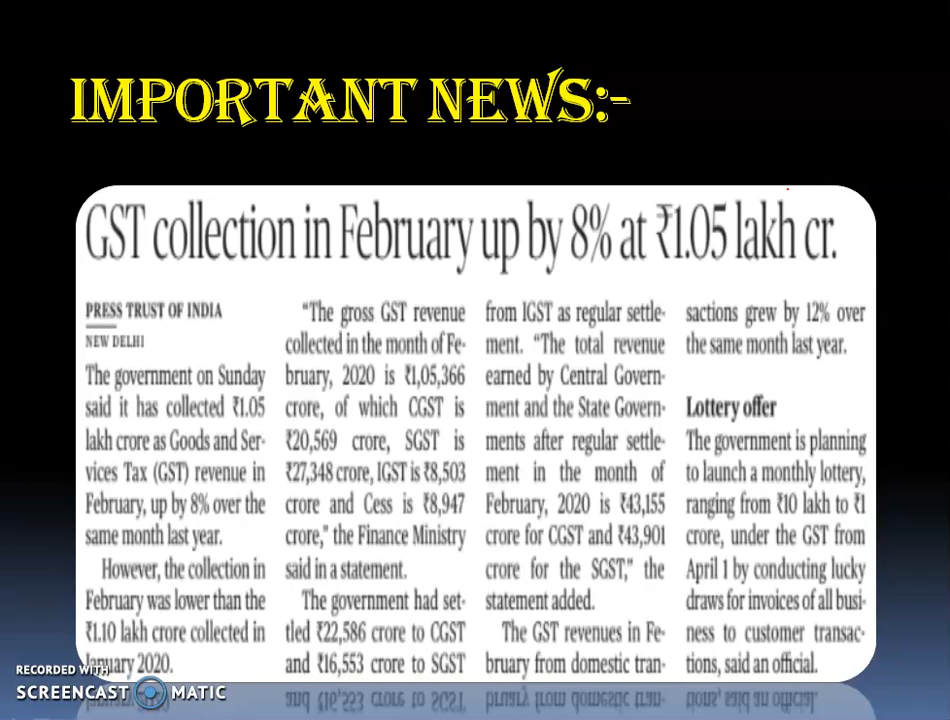 IMPORTANT NEWS:-
GST collection in February up by 8% at ₹1.05 lakh cr.
PRESS TRUST OF INDIA
NEW DELHI
The government on Sunday
said it has collected ₹1.05
lakh crore as Goods and Ser-
vices Tax (GST) revenue in
February, up by 8% over the
same month last year.
However, the collection in
February was lower than the
₹1.10 lakh crore collected in
January 2020.
“The gross GST revenue
collected in the month of Fe-
bruary, 2020 is ₹1,05,366
crore, of which CGST is
₹20,569 crore, SGST is
₹27,348 crore, IGST is ₹8,503
crore and Cess is ₹8,947
crore,” the Finance Ministry
said in a statement.
The government had set-
tled ₹22,586 crore to CGST
and ₹16,553 crore to SGST
from IGST as regular settle-
ment. “The total revenue
earned by Central Govern-
ment and the State Govern-
ments after regular settle-
ment in the month of
February, 2020 is ₹43,155
crore for CGST and ₹43,901
crore for the SGST,” the
statement added.
The GST revenues in Fe-
bruary from domestic tran-
sactions grew by 12% over
the same month last year.
Lottery offer
The government is planning
to launch a monthly lottery,
ranging from ₹10 lakh to ₹1
crore, under the GST from
April 1 by conducting lucky
draws for invoices of all busi-
ness to customer transac-
tions, said an official.
RECORDED WITH
SCREENCAST MATIC